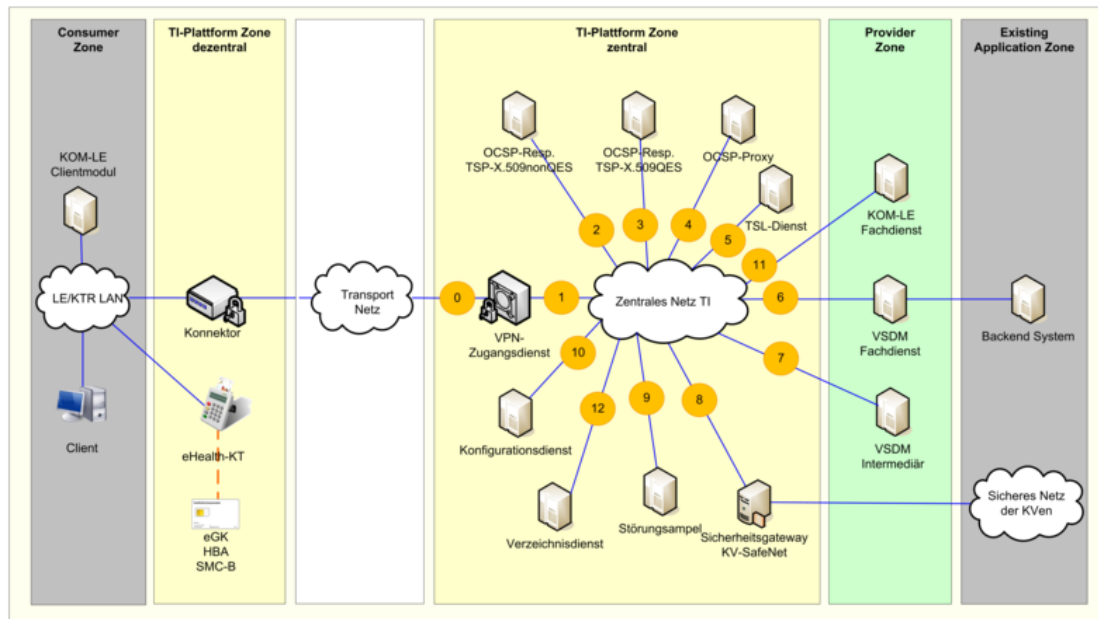 Consumer
Zone
TI-Plattform Zone
dezentral
TI-Plattform Zone
zentral
Provider
Zone
Existing
Application Zone
KOM-LE
Clientmodul
LE/KTR LAN
Client
Konnektor
eHealth-KT
eGK
HBA
SMC-B
Transport
Netz
OCSP-Resp.
TSP-X.509nonQES
OCSP-Resp.
TSP-X.509QES
OCSP-Proxy
TSL-Dienst
2
3
4
5
11
0
1
6
VPN-
Zugangsdienst
Zentrales Netz TI
10
12
9
8
7
Konfigurationsdienst
Verzeichnisdienst
Störungsampel
Sicherheitsgateway
KV-SafeNet
KOM-LE
Fachdienst
VSDM
Fachdienst
VSDM
Intermediär
Backend System
Sicheres Netz
der KVen